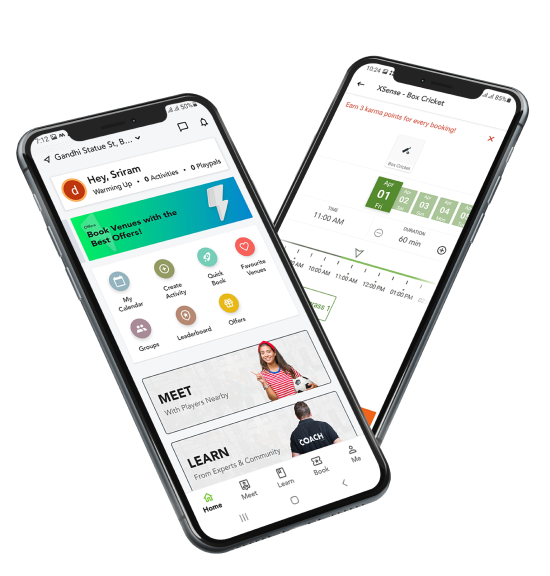 7:12
50%
Gandhi Statue St, B...
Hey, Sriram
Warming Up • 0 Activities • 0 Playpals
Offers
Book Venues with the
Best Offers!
My
Calendar
Create
Activity
Quick
Book
Favourite
Venues
Groups
Leaderboard
Offers
MEET
With Players Nearby
LEARN
From Experts & Community
COACH
Home
Meet
Learn
Book
Me
10:24
85%
XSense - Box Cricket
Earn 3 karma points for every booking!
Box Cricket
Apr
01
Fri
Apr
02
Apr
03
Apr
04
TIME
11:00 AM
DURATION
60 min
AM
10:00 AM
11:00 AM
12:00 PM
01:00 PM